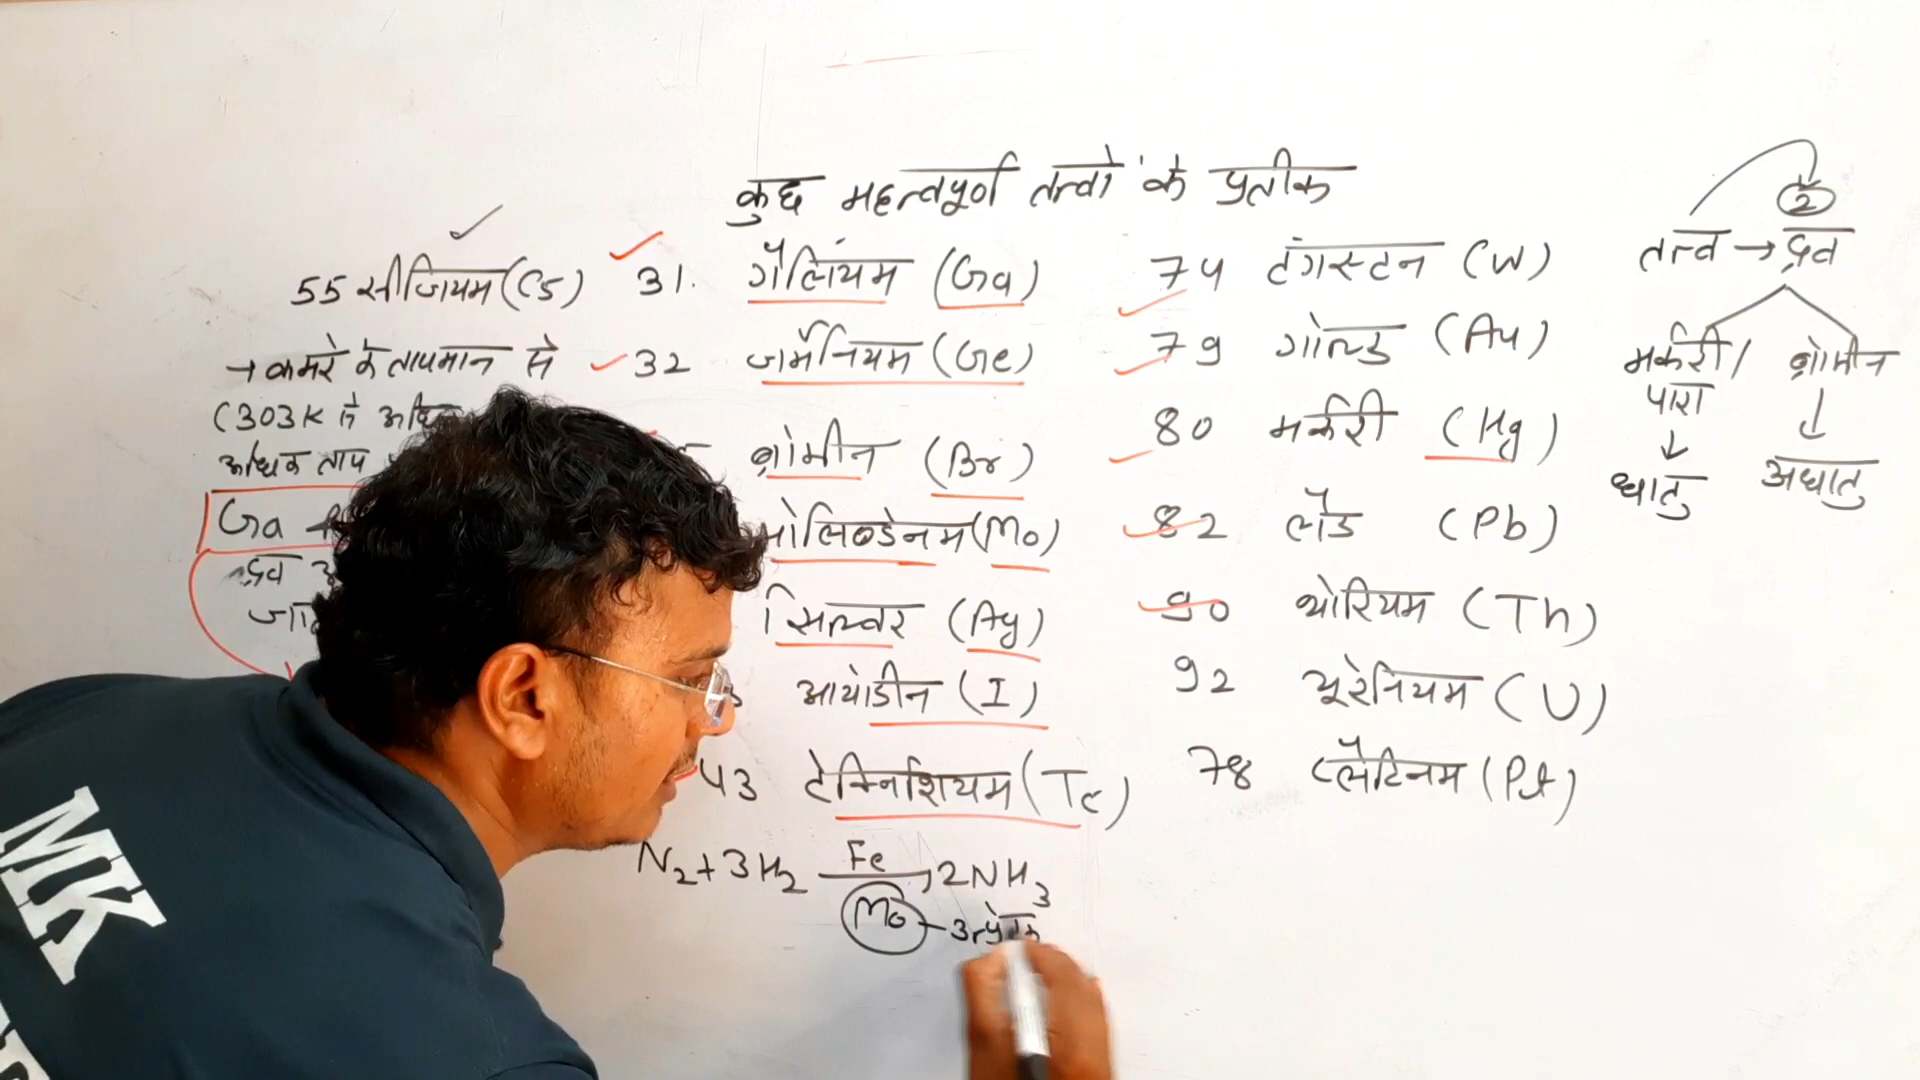 कुछ महत्वपूर्ण तत्वों के प्रतीक
55 सीजियम (Cs)
→ कमरे के तापमान से
(303K से
अधिक ताप
Ga
द्रव
31. गैलियम (Ga)
32 जर्मेनियम (Ge)
ब्रोमीन (Br)
मोलिब्डेनम (Mo)
सिल्वर (Ag)
आयोडीन (I)
43 टेक्निशियम (Tc)
N2+3H2 Fe 2NH3
Mo
74 टंगस्टन (W)
79 गोल्ड (Au)
80 मर्करी (Hg)
82 लैड (Pb)
90 थोरियम (Th)
92 यूरेनियम (U)
78 प्लैटिनम (Pt)
2
तत्व → द्रव
मर्करी/ ब्रोमीन
पारा ↓
↓ अधातु
धातु
MK